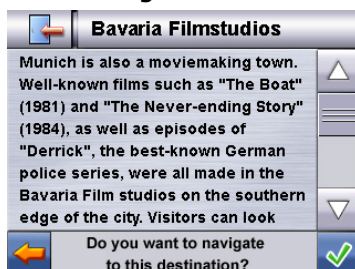 Bavaria Filmstudios
Munich is also a moviemaking town.
Well-known films such as "The Boat"
(1981) and "The Never-ending Story"
(1984), as well as episodes of
"Derrick", the best-known German
police series, were all made in the
Bavaria Film studios on the southern
edge of the city. Visitors can look
Do you want to navigate
to this destination?